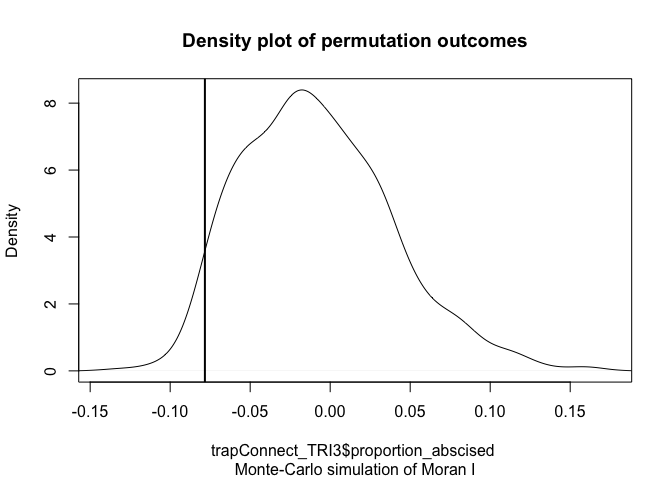 Density plot of permutation outcomes
Density
8
6
4
2
0
-0.15 -0.10 -0.05 0.00 0.05 0.10 0.15
trapConnect_TRI3$proportion_abscised
Monte-Carlo simulation of Moran I